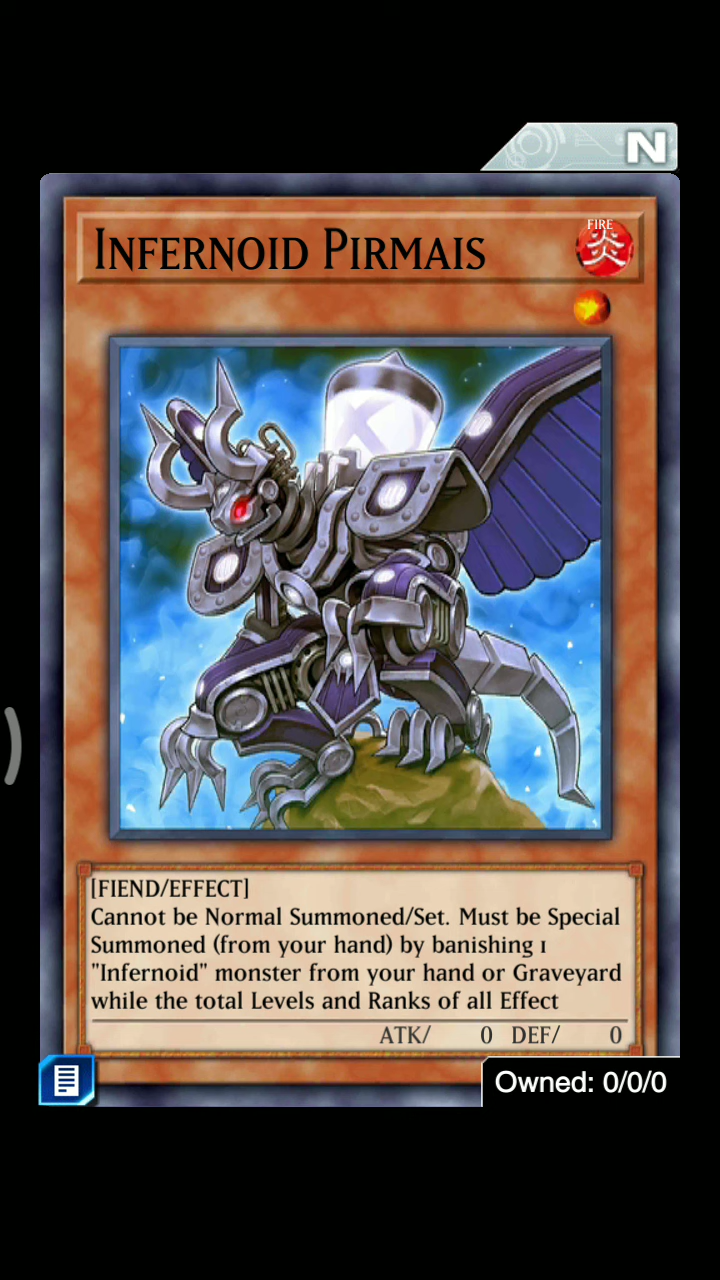 N
INFERNOID PIRMAIS
FIRE
炎
[FIEND/EFFECT]
Cannot be Normal Summoned/Set. Must be Special
Summoned (from your hand) by banishing 1
"Infernoid" monster from your hand or Graveyard
while the total Levels and Ranks of all Effect
ATK/ 0 DEF/ 0
Owned: 0/0/0